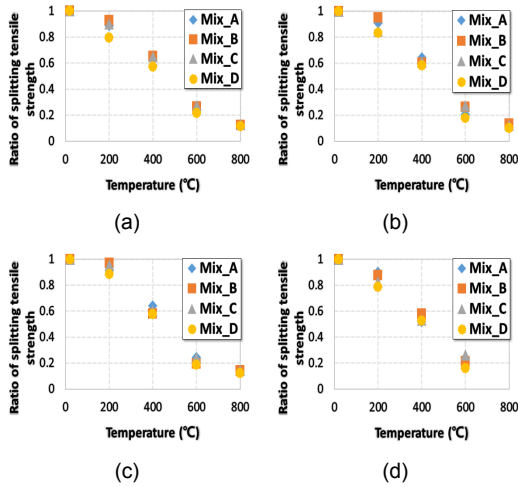 Ratio of splitting tensile
strength
1
0.8
0.6
0.4
0.2
0
0 200 400 600 800
Temperature (℃)
Mix_A
Mix_B
Mix_C
Mix_D
(a)
Ratio of splitting tensile
strength
1
0.8
0.6
0.4
0.2
0
0 200 400 600 800
Temperature (℃)
Mix_A
Mix_B
Mix_C
Mix_D
(b)
Ratio of splitting tensile
strength
1
0.8
0.6
0.4
0.2
0
0 200 400 600 800
Temperature (℃)
Mix_A
Mix_B
Mix_C
Mix_D
(c)
Ratio of splitting tensile
strength
1
0.8
0.6
0.4
0.2
0
0 200 400 600 800
Temperature (℃)
Mix_A
Mix_B
Mix_C
Mix_D
(d)